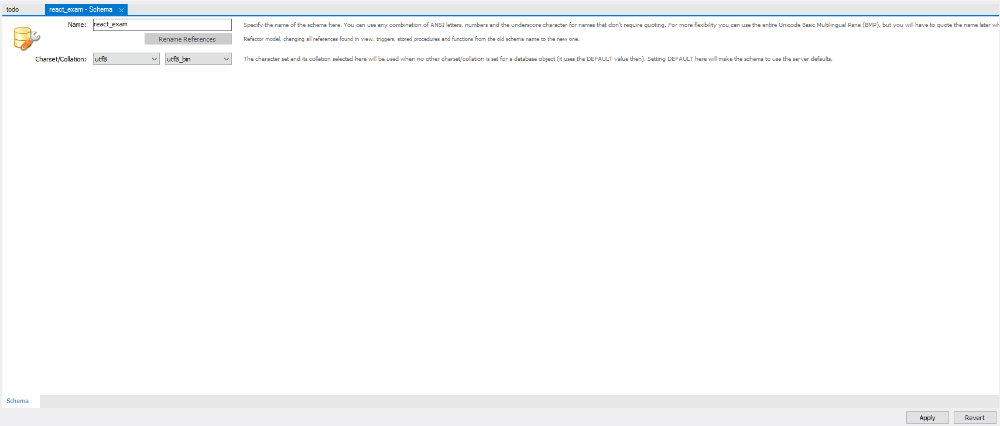 todo
react_exam - Schema
Name: react_exam Specify the name of the schema here. You can use any combination of ANSI letters, numbers and the underscore character for names that don't require quoting. For more flexibility you can use the entire Unicode Basic Multilingual Pane (BMP), but you will have to quote the name later
Rename References Refactor model, changing all references found in view, triggers, stored procedures and functions from the old schema name to the new one.
Charset/Collation: utf8 utf8_bin The character set and its collation selected here will be used when no other charset/collation is set for a database object (it uses the DEFAULT value then). Setting DEFAULT here will make the schema to use the server defaults.
Schema
Apply Revert